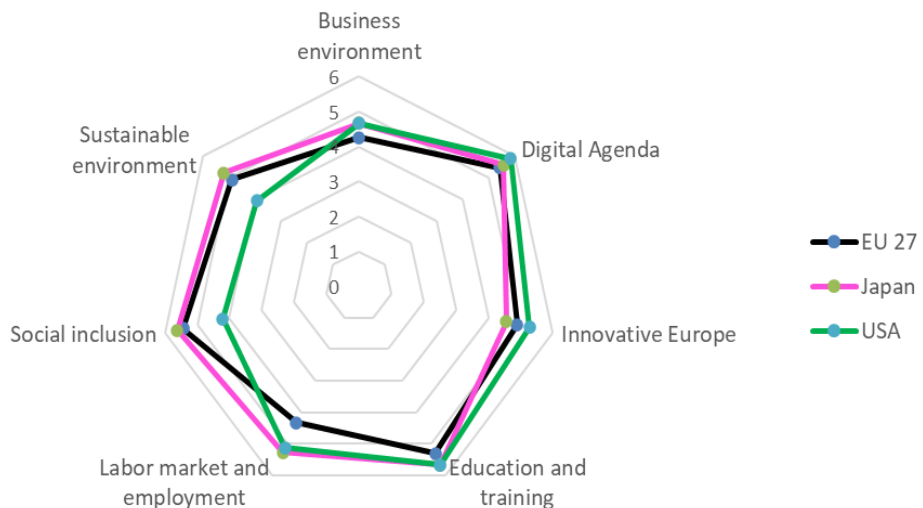 Business
environment
6
5
4
3
2
1
0
Digital Agenda
Innovative Europe
Education and
training
Labor market and
employment
Social inclusion
Sustainable
environment
EU 27
Japan
USA